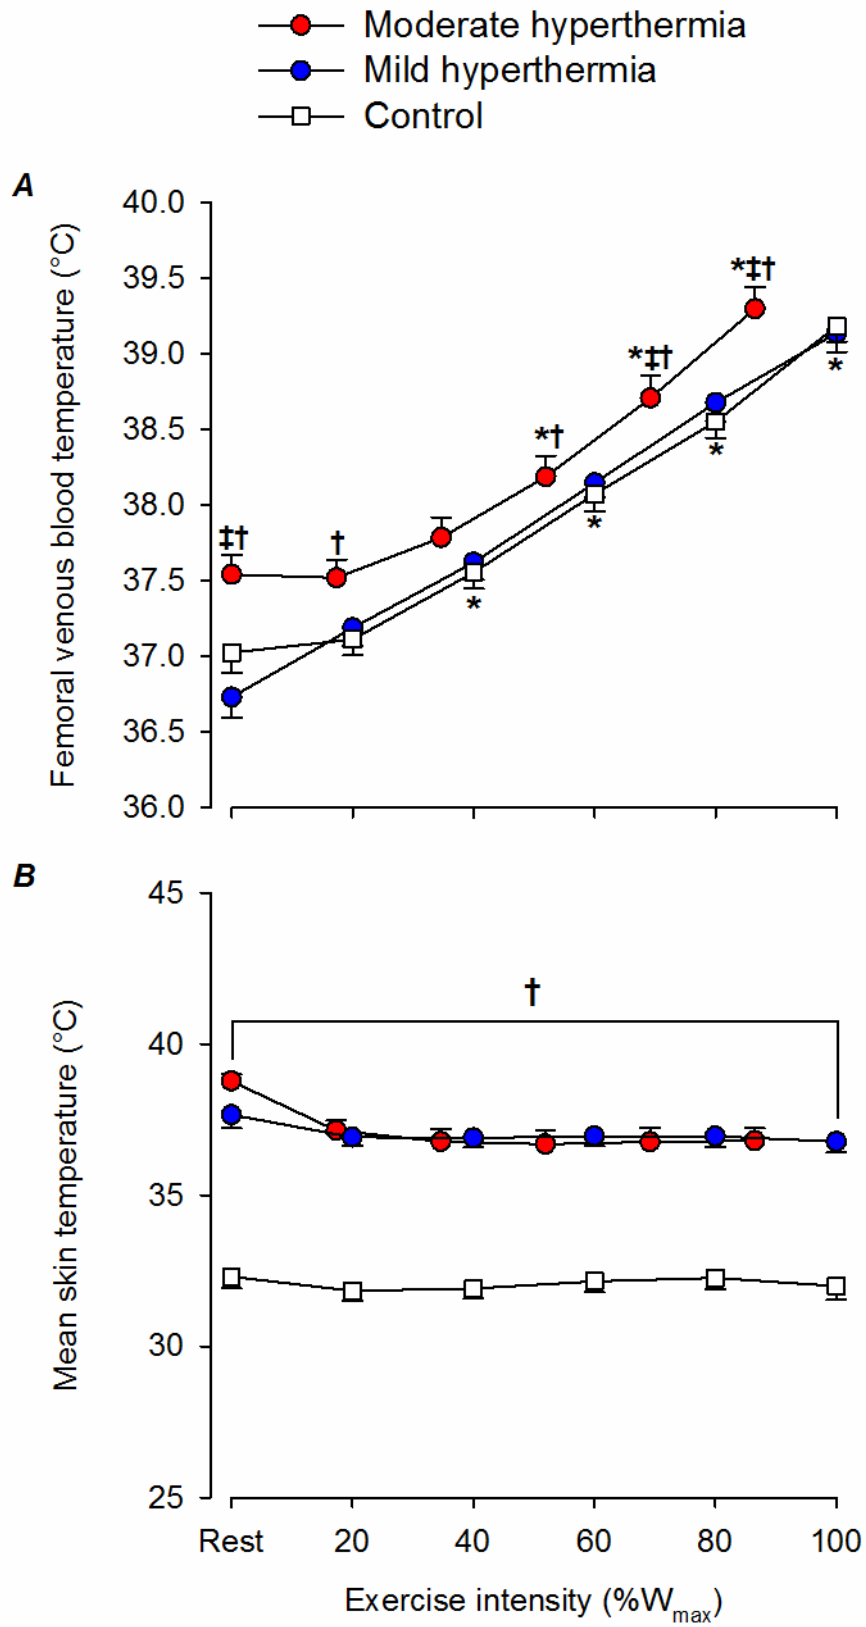 Moderate hyperthermia
Mild hyperthermia
Control
A
Femoral venous blood temperature (°C)
40.0
39.5
39.0
38.5
38.0
37.5
37.0
36.5
36.0
‡†
†
*†
*‡†
*‡†
*
*
*
*
B
Mean skin temperature (°C)
45
40
35
30
25
†
Rest 20 40 60 80 100
Exercise intensity (%Wmax)